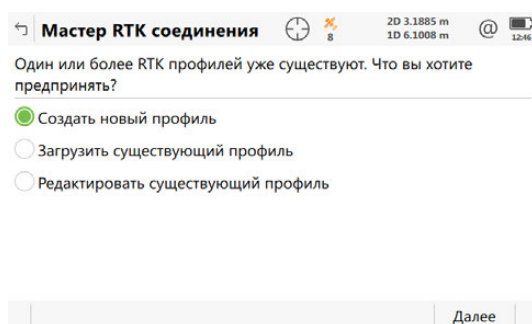 Мастер RTK соединения
8
2D 3.1885 m
1D 6.1008 m
@
12:46
Один или более RTK профилей уже существуют. Что вы хотите
предпринять?
Создать новый профиль
Загрузить существующий профиль
Редактировать существующий профиль
Далее